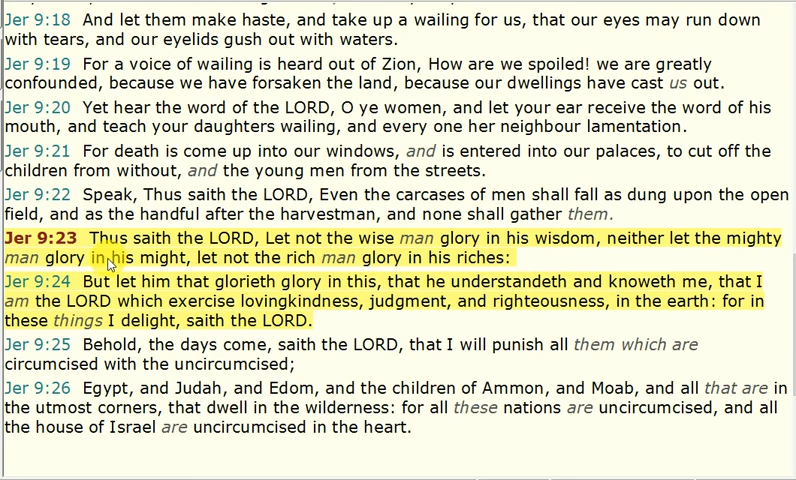 Jer 9:18 And let them make haste, and take up a wailing for us, that our eyes may run down
with tears, and our eyelids gush out with waters.
Jer 9:19 For a voice of wailing is heard out of Zion, How are we spoiled! we are greatly
confounded, because we have forsaken the land, because our dwellings have cast us out.
Jer 9:20 Yet hear the word of the LORD, O ye women, and let your ear receive the word of his
mouth, and teach your daughters wailing, and every one her neighbour lamentation.
Jer 9:21 For death is come up into our windows, and is entered into our palaces, to cut off the
children from without, and the young men from the streets.
Jer 9:22 Speak, Thus saith the LORD, Even the carcases of men shall fall as dung upon the open
field, and as the handful after the harvestman, and none shall gather them.
Jer 9:23 Thus saith the LORD, Let not the wise man glory in his wisdom, neither let the mighty
man glory in his might, let not the rich man glory in his riches:
Jer 9:24 But let him that glorieth glory in this, that he understandeth and knoweth me, that I
am the LORD which exercise lovingkindness, judgment, and righteousness, in the earth: for in
these things I delight, saith the LORD.
Jer 9:25 Behold, the days come, saith the LORD, that I will punish all them which are
circumcised with the uncircumcised;
Jer 9:26 Egypt, and Judah, and Edom, and the children of Ammon, and Moab, and all that are in
the utmost corners, that dwell in the wilderness: for all these nations are uncircumcised, and all
the house of Israel are uncircumcised in the heart.